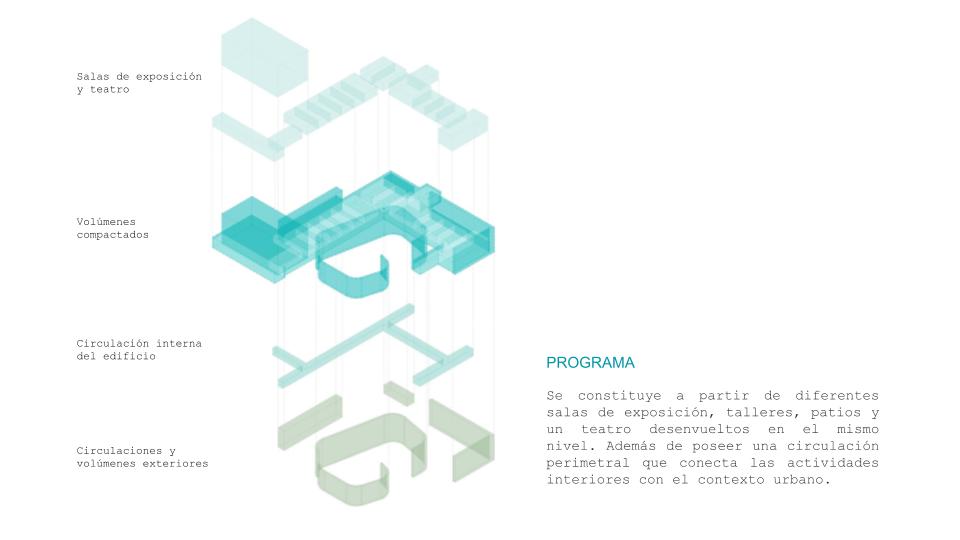 Salas de exposición
y teatro
Volúmenes
compactados
Circulación interna
del edificio
Circulaciones y
volúmenes exteriores
PROGRAMA
Se constituye a partir de diferentes
salas de exposición, talleres, patios y
un teatro desenvueltos en el mismo
nivel. Además de poseer una circulación
perimetral que conecta las actividades
interiores con el contexto urbano.